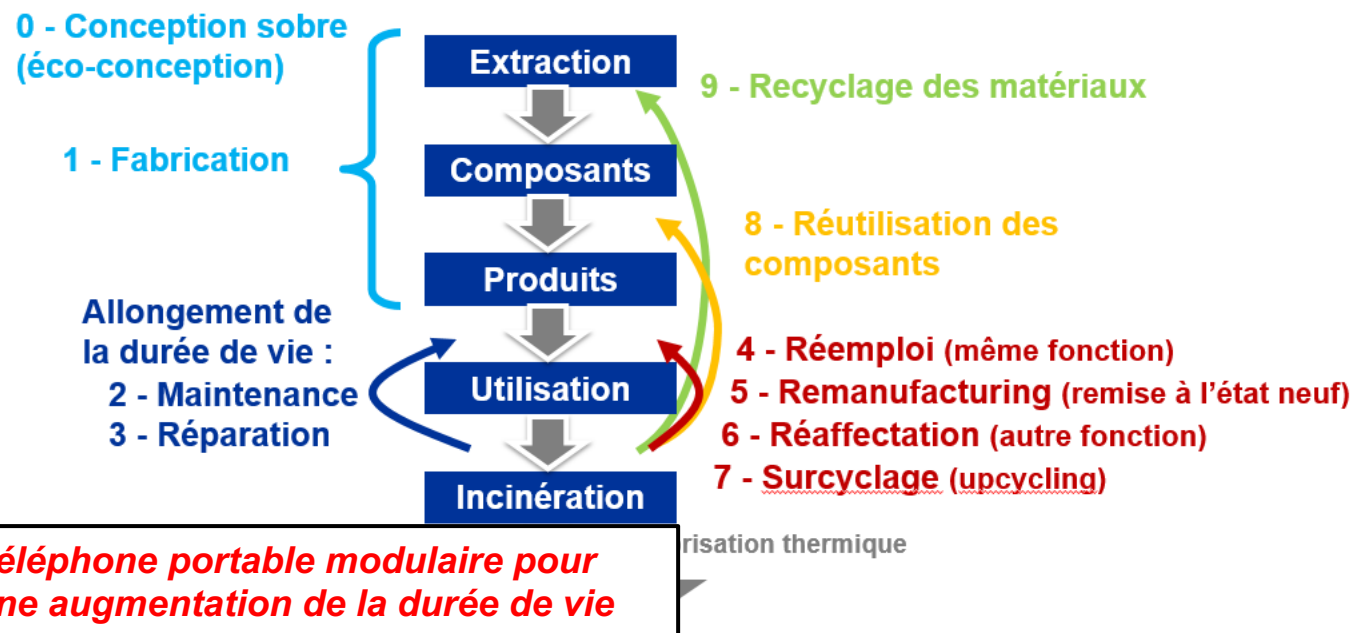 0 - Conception sobre
(éco-conception)
1 - Fabrication
Extraction
Composants
Produits
Utilisation
Incinération
9 - Recyclage des matériaux
8 - Réutilisation des
composants
Allongement de
la durée de vie :
2 - Maintenance
3 - Réparation
4 - Réemploi (même fonction)
5 - Remanufacturing (remise à l'état neuf)
6 - Réaffectation (autre fonction)
7 - Surcyclage (upcycling)
risation thermique
éléphone portable modulaire pour
ne augmentation de la durée de vie